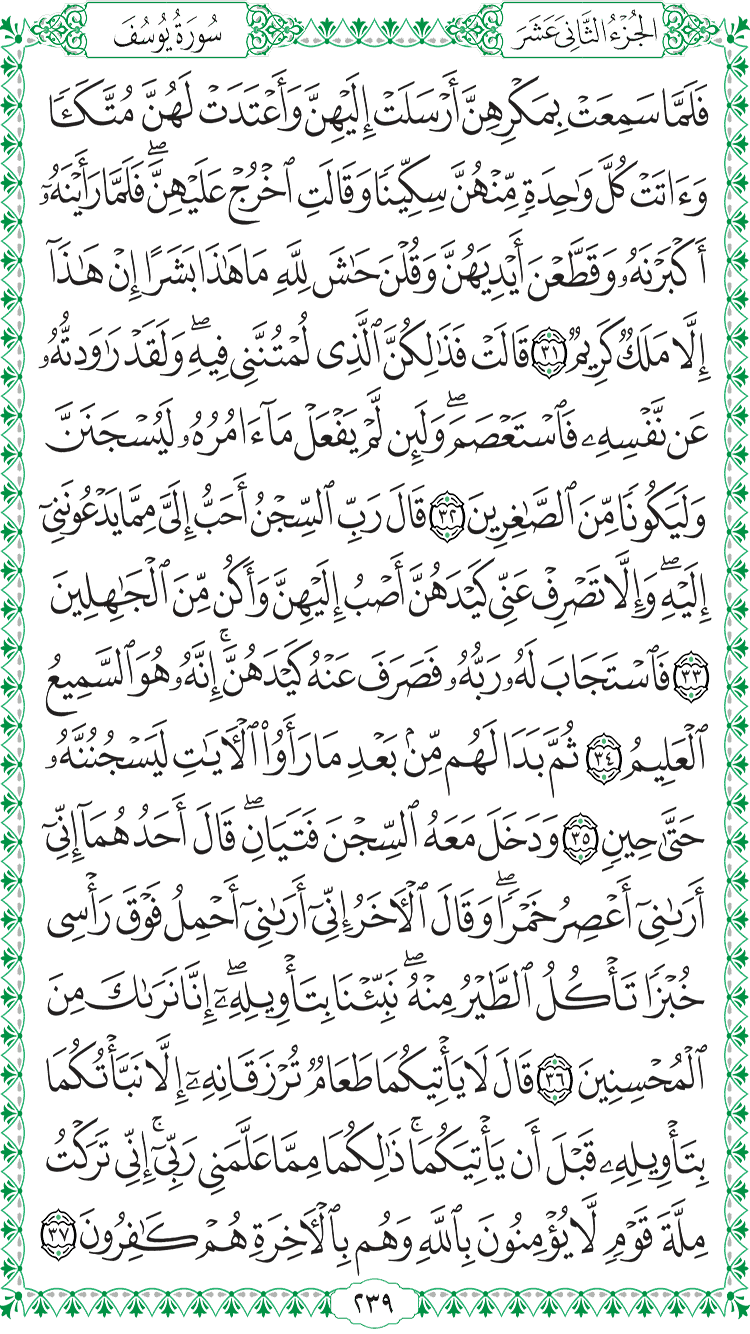 الجُزْءُ الثَّانِى عَشَرَ
سُورَةُ يُوسُفَ
فَلَمَّا سَمِعَتْ بِمَكْرِهِنَّ أَرْسَلَتْ إِلَيْهِنَّ وَأَعْتَدَتْ لَهُنَّ مُتَّكَـًٔا
وَءَاتَتْ كُلَّ وَٰحِدَةٍ مِّنْهُنَّ سِكِّينًا وَقَالَتِ ٱخْرُجْ عَلَيْهِنَّ ۖ فَلَمَّا رَأَيْنَهُۥٓ
أَكْبَرْنَهُۥ وَقَطَّعْنَ أَيْدِيَهُنَّ وَقُلْنَ حَٰشَ لِلَّهِ مَا هَٰذَا بَشَرًا إِنْ هَٰذَآ
إِلَّا مَلَكٌ كَرِيمٌ ٣١ قَالَتْ فَذَٰلِكُنَّ ٱلَّذِى لُمْتُنَّنِى فِيهِ ۖ وَلَقَدْ رَٰوَدتُّهُۥ
عَن نَّفْسِهِۦ فَٱسْتَعْصَمَ ۖ وَلَئِن لَّمْ يَفْعَلْ مَآ ءَامُرُهُۥ لَيُسْجَنَنَّ
وَلَيَكُونًا مِّنَ ٱلصَّٰغِرِينَ ٣٢ قَالَ رَبِّ ٱلسِّجْنُ أَحَبُّ إِلَىَّ مِمَّا يَدْعُونَنِىٓ
إِلَيْهِ ۖ وَإِلَّا تَصْرِفْ عَنِّى كَيْدَهُنَّ أَصْبُ إِلَيْهِنَّ وَأَكُن مِّنَ ٱلْجَٰهِلِينَ
٣٣ فَٱسْتَجَابَ لَهُۥ رَبُّهُۥ فَصَرَفَ عَنْهُ كَيْدَهُنَّ ۚ إِنَّهُۥ هُوَ ٱلسَّمِيعُ
ٱلْعَلِيمُ ٣٤ ثُمَّ بَدَا لَهُم مِّنۢ بَعْدِ مَا رَأَوُا۟ ٱلْءَايَٰتِ لَيَسْجُنُنَّهُۥ
حَتَّىٰ حِينٍ ٣٥ وَدَخَلَ مَعَهُ ٱلسِّجْنَ فَتَيَانِ ۖ قَالَ أَحَدُهُمَآ إِنِّىٓ
أَرَىٰنِىٓ أَعْصِرُ خَمْرًا ۖ وَقَالَ ٱلْءَاخَرُ إِنِّىٓ أَرَىٰنِىٓ أَحْمِلُ فَوْقَ رَأْسِى
خُبْزًا تَأْكُلُ ٱلطَّيْرُ مِنْهُ ۖ نَبِّئْنَا بِتَأْوِيلِهِۦٓ ۖ إِنَّا نَرَىٰكَ مِنَ
ٱلْمُحْسِنِينَ ٣٦ قَالَ لَا يَأْتِيكُمَا طَعَامٌ تُرْزَقَانِهِۦٓ إِلَّا نَبَّأْتُكُمَا
بِتَأْوِيلِهِۦ قَبْلَ أَن يَأْتِيَكُمَا ۚ ذَٰلِكُمَا مِمَّا عَلَّمَنِى رَبِّىٓ ۚ إِنِّى تَرَكْتُ
مِلَّةَ قَوْمٍ لَّا يُؤْمِنُونَ بِٱللَّهِ وَهُم بِٱلْءَاخِرَةِ هُمْ كَٰفِرُونَ ٣٧
٢٣٩